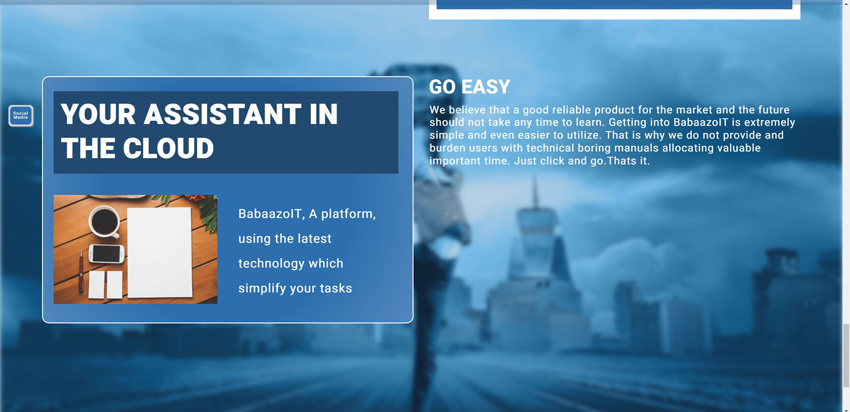 Social
Media
YOUR ASSISTANT IN
THE CLOUD
BabaazoIT, A platform,
using the latest
technology which
simplify your tasks
GO EASY
We believe that a good reliable product for the market and the future
should not take any time to learn. Getting into BabaazoIT is extremely
simple and even easier to utilize. That is why we do not provide and
burden users with technical boring manuals allocating valuable
important time. Just click and go.Thats it.